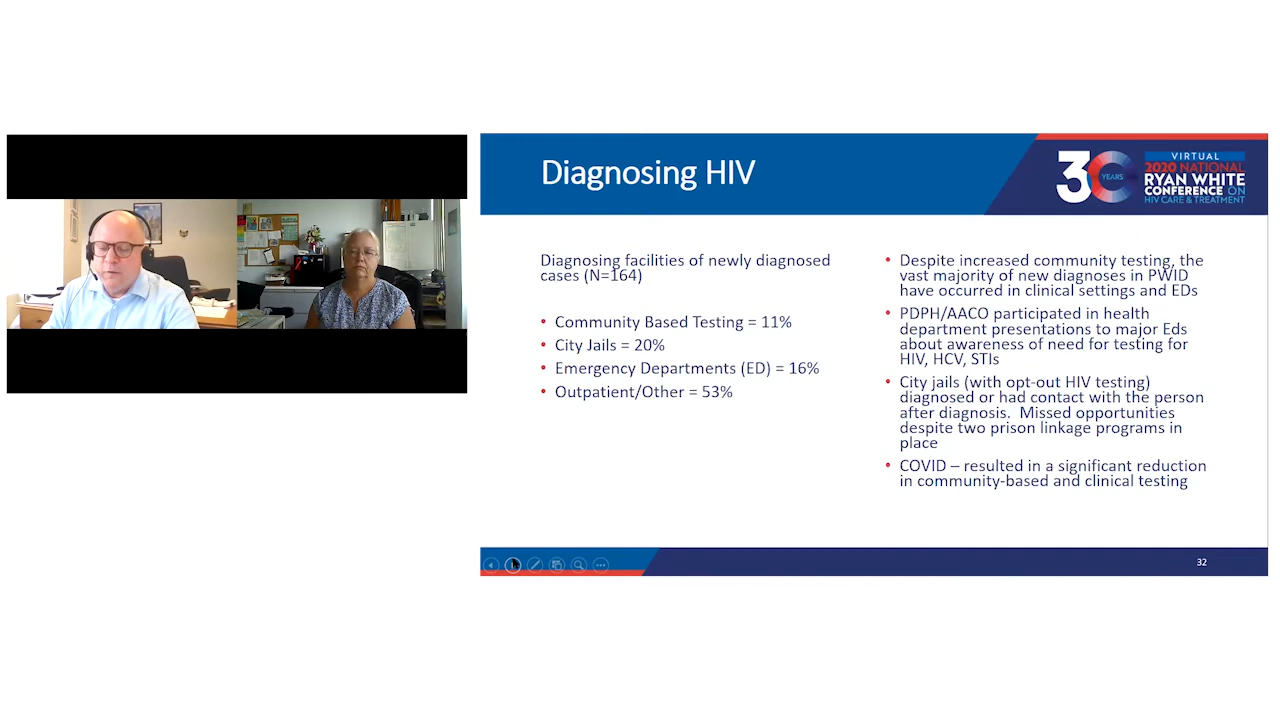 Diagnosing HIV
30
YEARS
VIRTUAL
2020 NATIONAL
RYAN WHITE
CONFERENCE ON
HIV CARE & TREATMENT
Diagnosing facilities of newly diagnosed
cases (N=164)
• Community Based Testing = 11%
• City Jails = 20%
• Emergency Departments (ED) = 16%
• Outpatient/Other = 53%
• Despite increased community testing, the
vast majority of new diagnoses in PWID
have occurred in clinical settings and EDs
• PDPH/AACO participated in health
department presentations to major Eds
about awareness of need for testing for
HIV, HCV, STIs
• City jails (with opt-out HIV testing)
diagnosed or had contact with the person
after diagnosis.  Missed opportunities
despite two prison linkage programs in
place
• COVID – resulted in a significant reduction
in community-based and clinical testing
32